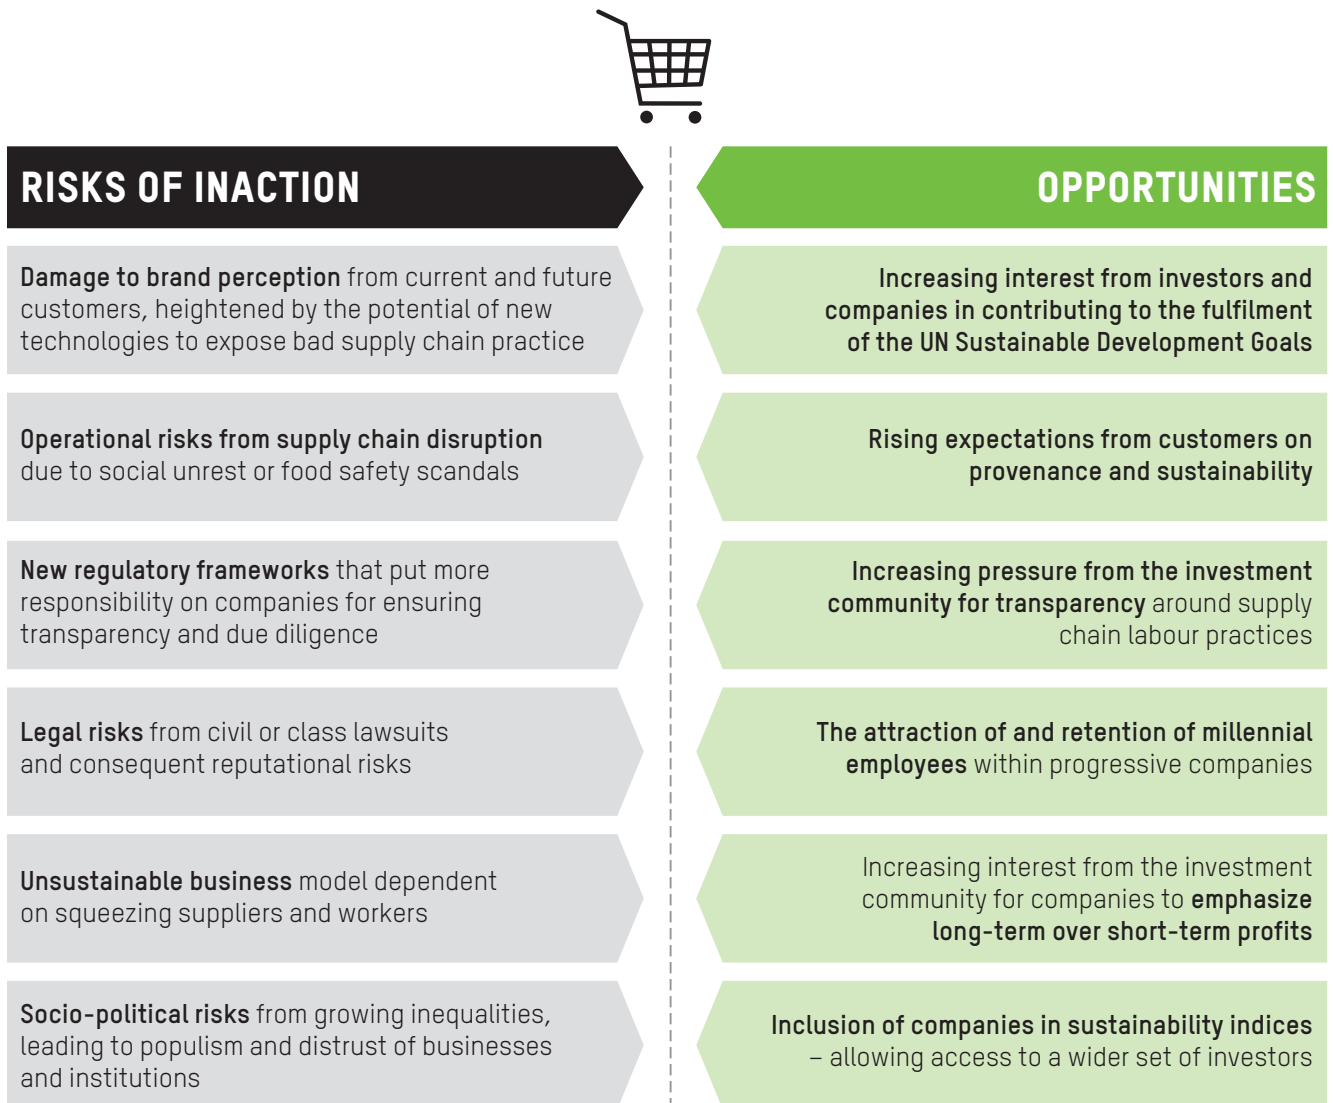 RISKS OF INACTION
Damage to brand perception from current and future
customers, heightened by the potential of new
technologies to expose bad supply chain practice
Operational risks from supply chain disruption
due to social unrest or food safety scandals
New regulatory frameworks that put more
responsibility on companies for ensuring
transparency and due diligence
Legal risks from civil or class lawsuits
and consequent reputational risks
Unsustainable business model dependent
on squeezing suppliers and workers
Socio-political risks from growing inequalities,
leading to populism and distrust of businesses
and institutions
OPPORTUNITIES
Increasing interest from investors and
companies in contributing to the fulfilment
of the UN Sustainable Development Goals
Rising expectations from customers on
provenance and sustainability
Increasing pressure from the investment
community for transparency around supply
chain labour practices
The attraction of and retention of millennial
employees within progressive companies
Increasing interest from the investment
community for companies to emphasize
long-term over short-term profits
Inclusion of companies in sustainability indices
– allowing access to a wider set of investors